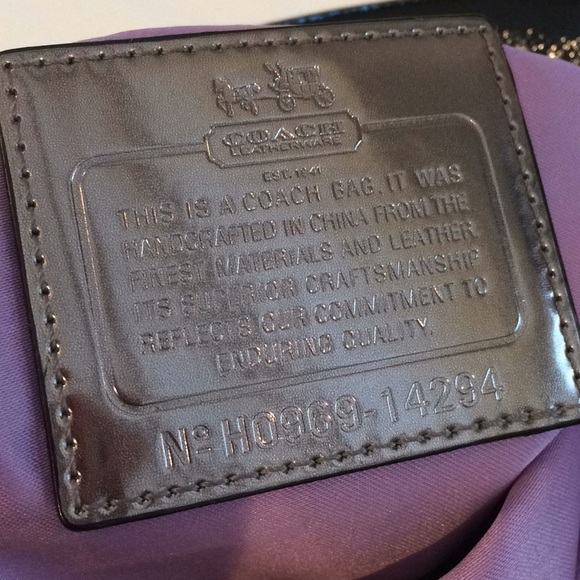 COACH
LEATHERWARE
EST. 1941
THIS IS A COACH BAG. IT WAS
HANDCRAFTED IN CHINA FROM THE
FINEST MATERIALS AND LEATHER.
ITS SUPERIOR CRAFTSMANSHIP
REFLECTS OUR COMMITMENT TO
ENDURING QUALITY.
Nº H0969-14294